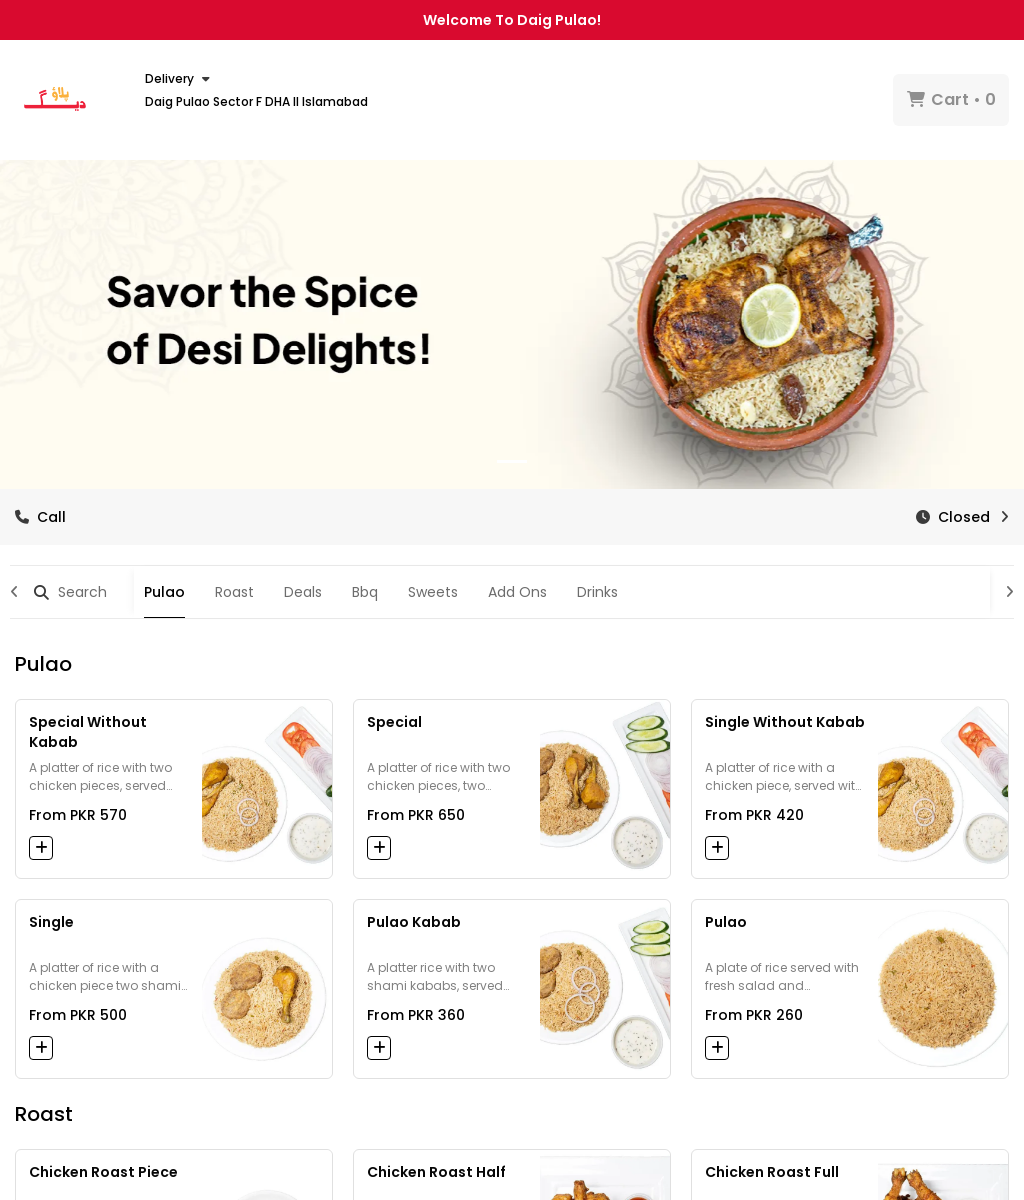 Welcome To Daig Pulao!
دیگ پلاؤ
Delivery
Daig Pulao Sector F DHA II Islamabad
Cart • 0
Savor the Spice
of Desi Delights!
Call
Closed
Search
Pulao
Roast
Deals
Bbq
Sweets
Add Ons
Drinks
Pulao
Special Without
Kabab
A platter of rice with two
chicken pieces, served…
From PKR 570
Special
A platter of rice with two
chicken pieces, two…
From PKR 650
Single Without Kabab
A platter of rice with a
chicken piece, served wit…
From PKR 420
Single
A platter of rice with a
chicken piece two shami…
From PKR 500
Pulao Kabab
A platter rice with two
shami kababs, served…
From PKR 360
Pulao
A plate of rice served with
fresh salad and…
From PKR 260
Roast
Chicken Roast Piece
Chicken Roast Half
Chicken Roast Full